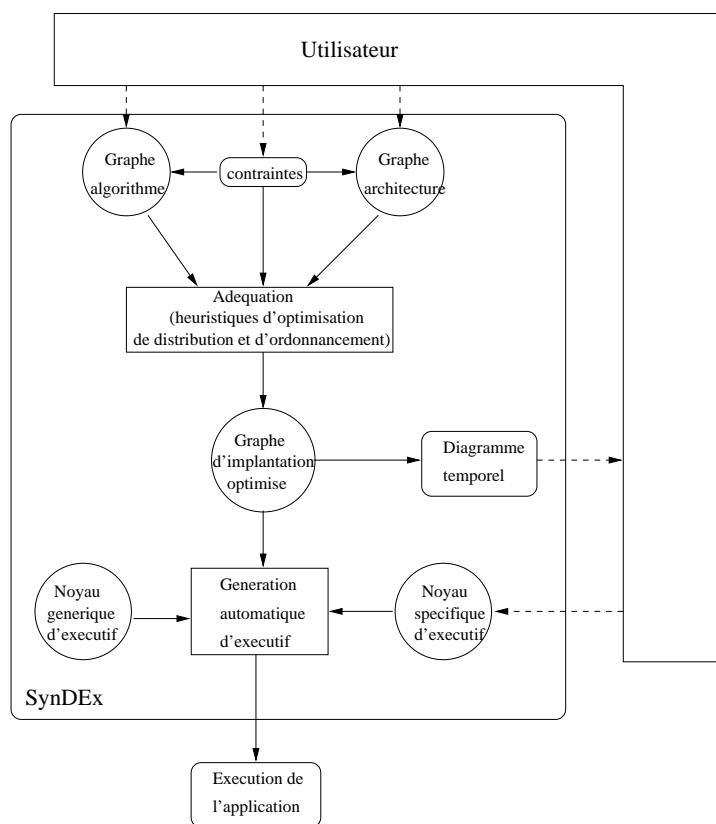 Utilisateur
Graphe
algorithme
contraintes
Graphe
architecture
Adequation
(heuristiques d'optimisation
de distribution et d'ordonnancement)
Graphe
d'implantation
optimise
Diagramme
temporel
Noyau
generique
d'executif
Generation
automatique
d'executif
Noyau
specifique
d'executif
SynDEx
Execution de
l'application